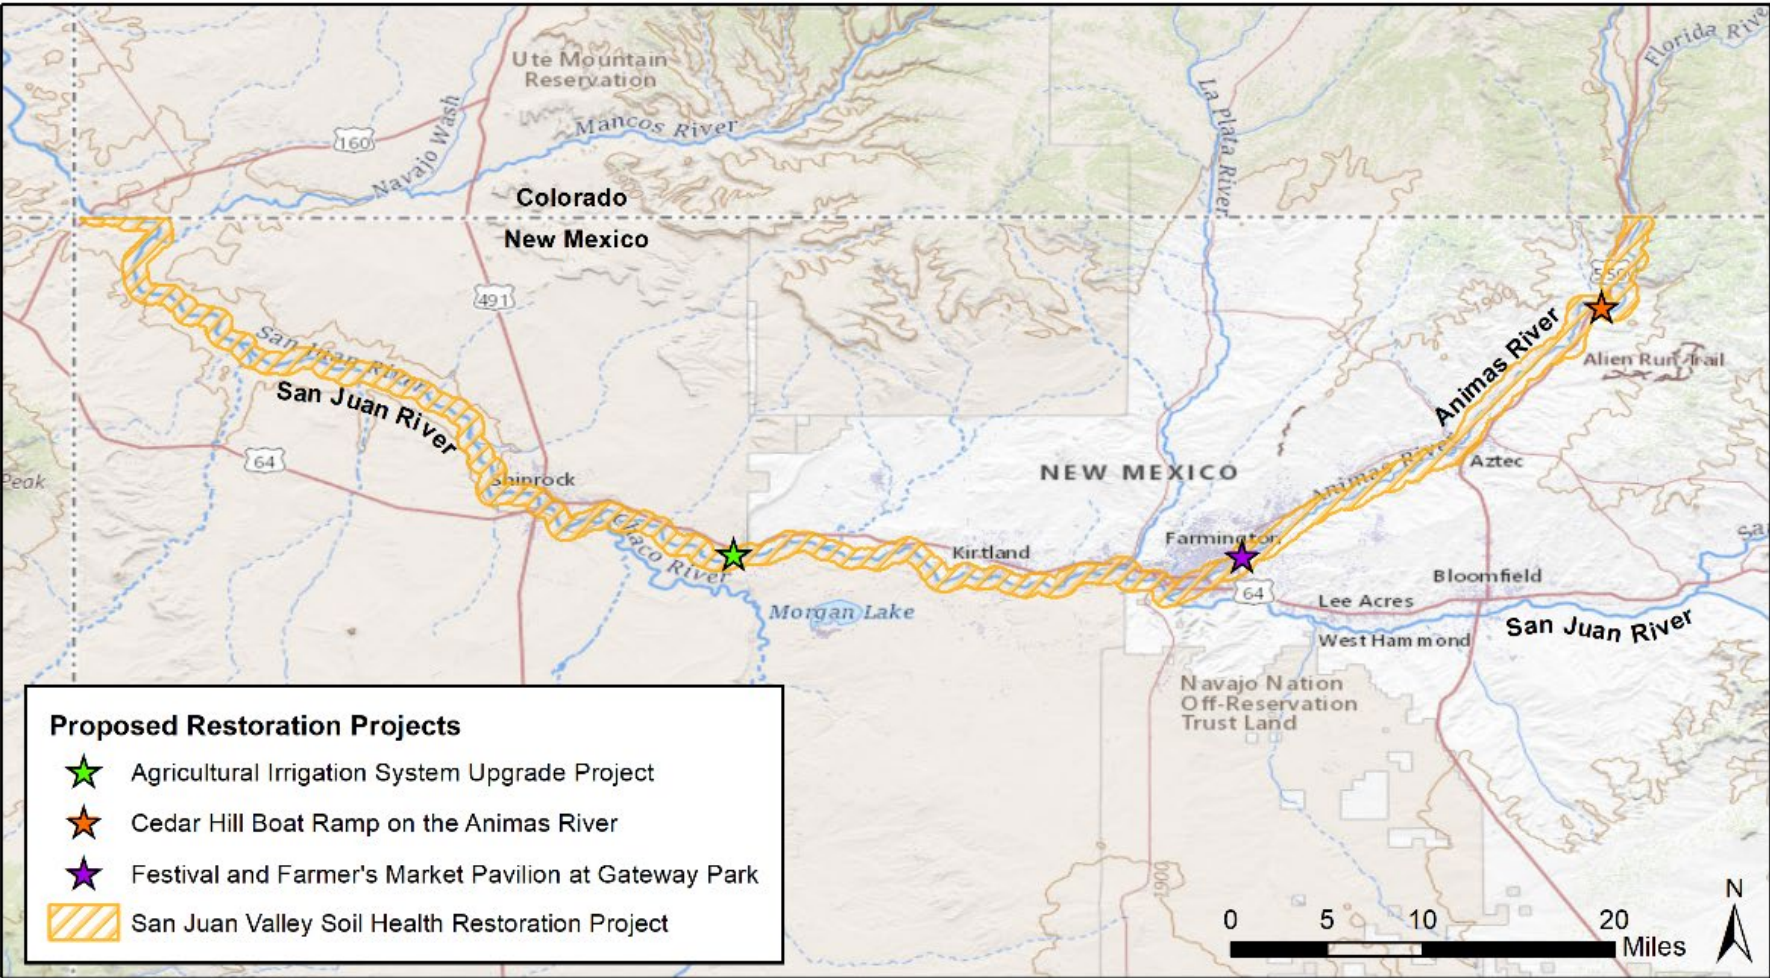 Florida Rive
Ute Mountain
Reservation
La Plata River
Mancos River
160
Navajo Wash
Colorado
New Mexico
550
491
1900
Animas River
San Juan River
San Juan River
Alien Run Trail
64
NEW MEXICO
Animas River
Aztec
Peak
Shiprock
Chaco River
Kirtland
Farmington
Sa
64
Bloomfield
Lee Acres
Morgan Lake
West Hammond
San Juan River
Navajo Nation
Off-Reservation
Trust Land
1900
Proposed Restoration Projects
Agricultural Irrigation System Upgrade Project
Cedar Hill Boat Ramp on the Animas River
Festival and Farmer's Market Pavilion at Gateway Park
San Juan Valley Soil Health Restoration Project
0 5 10 20
Miles
N